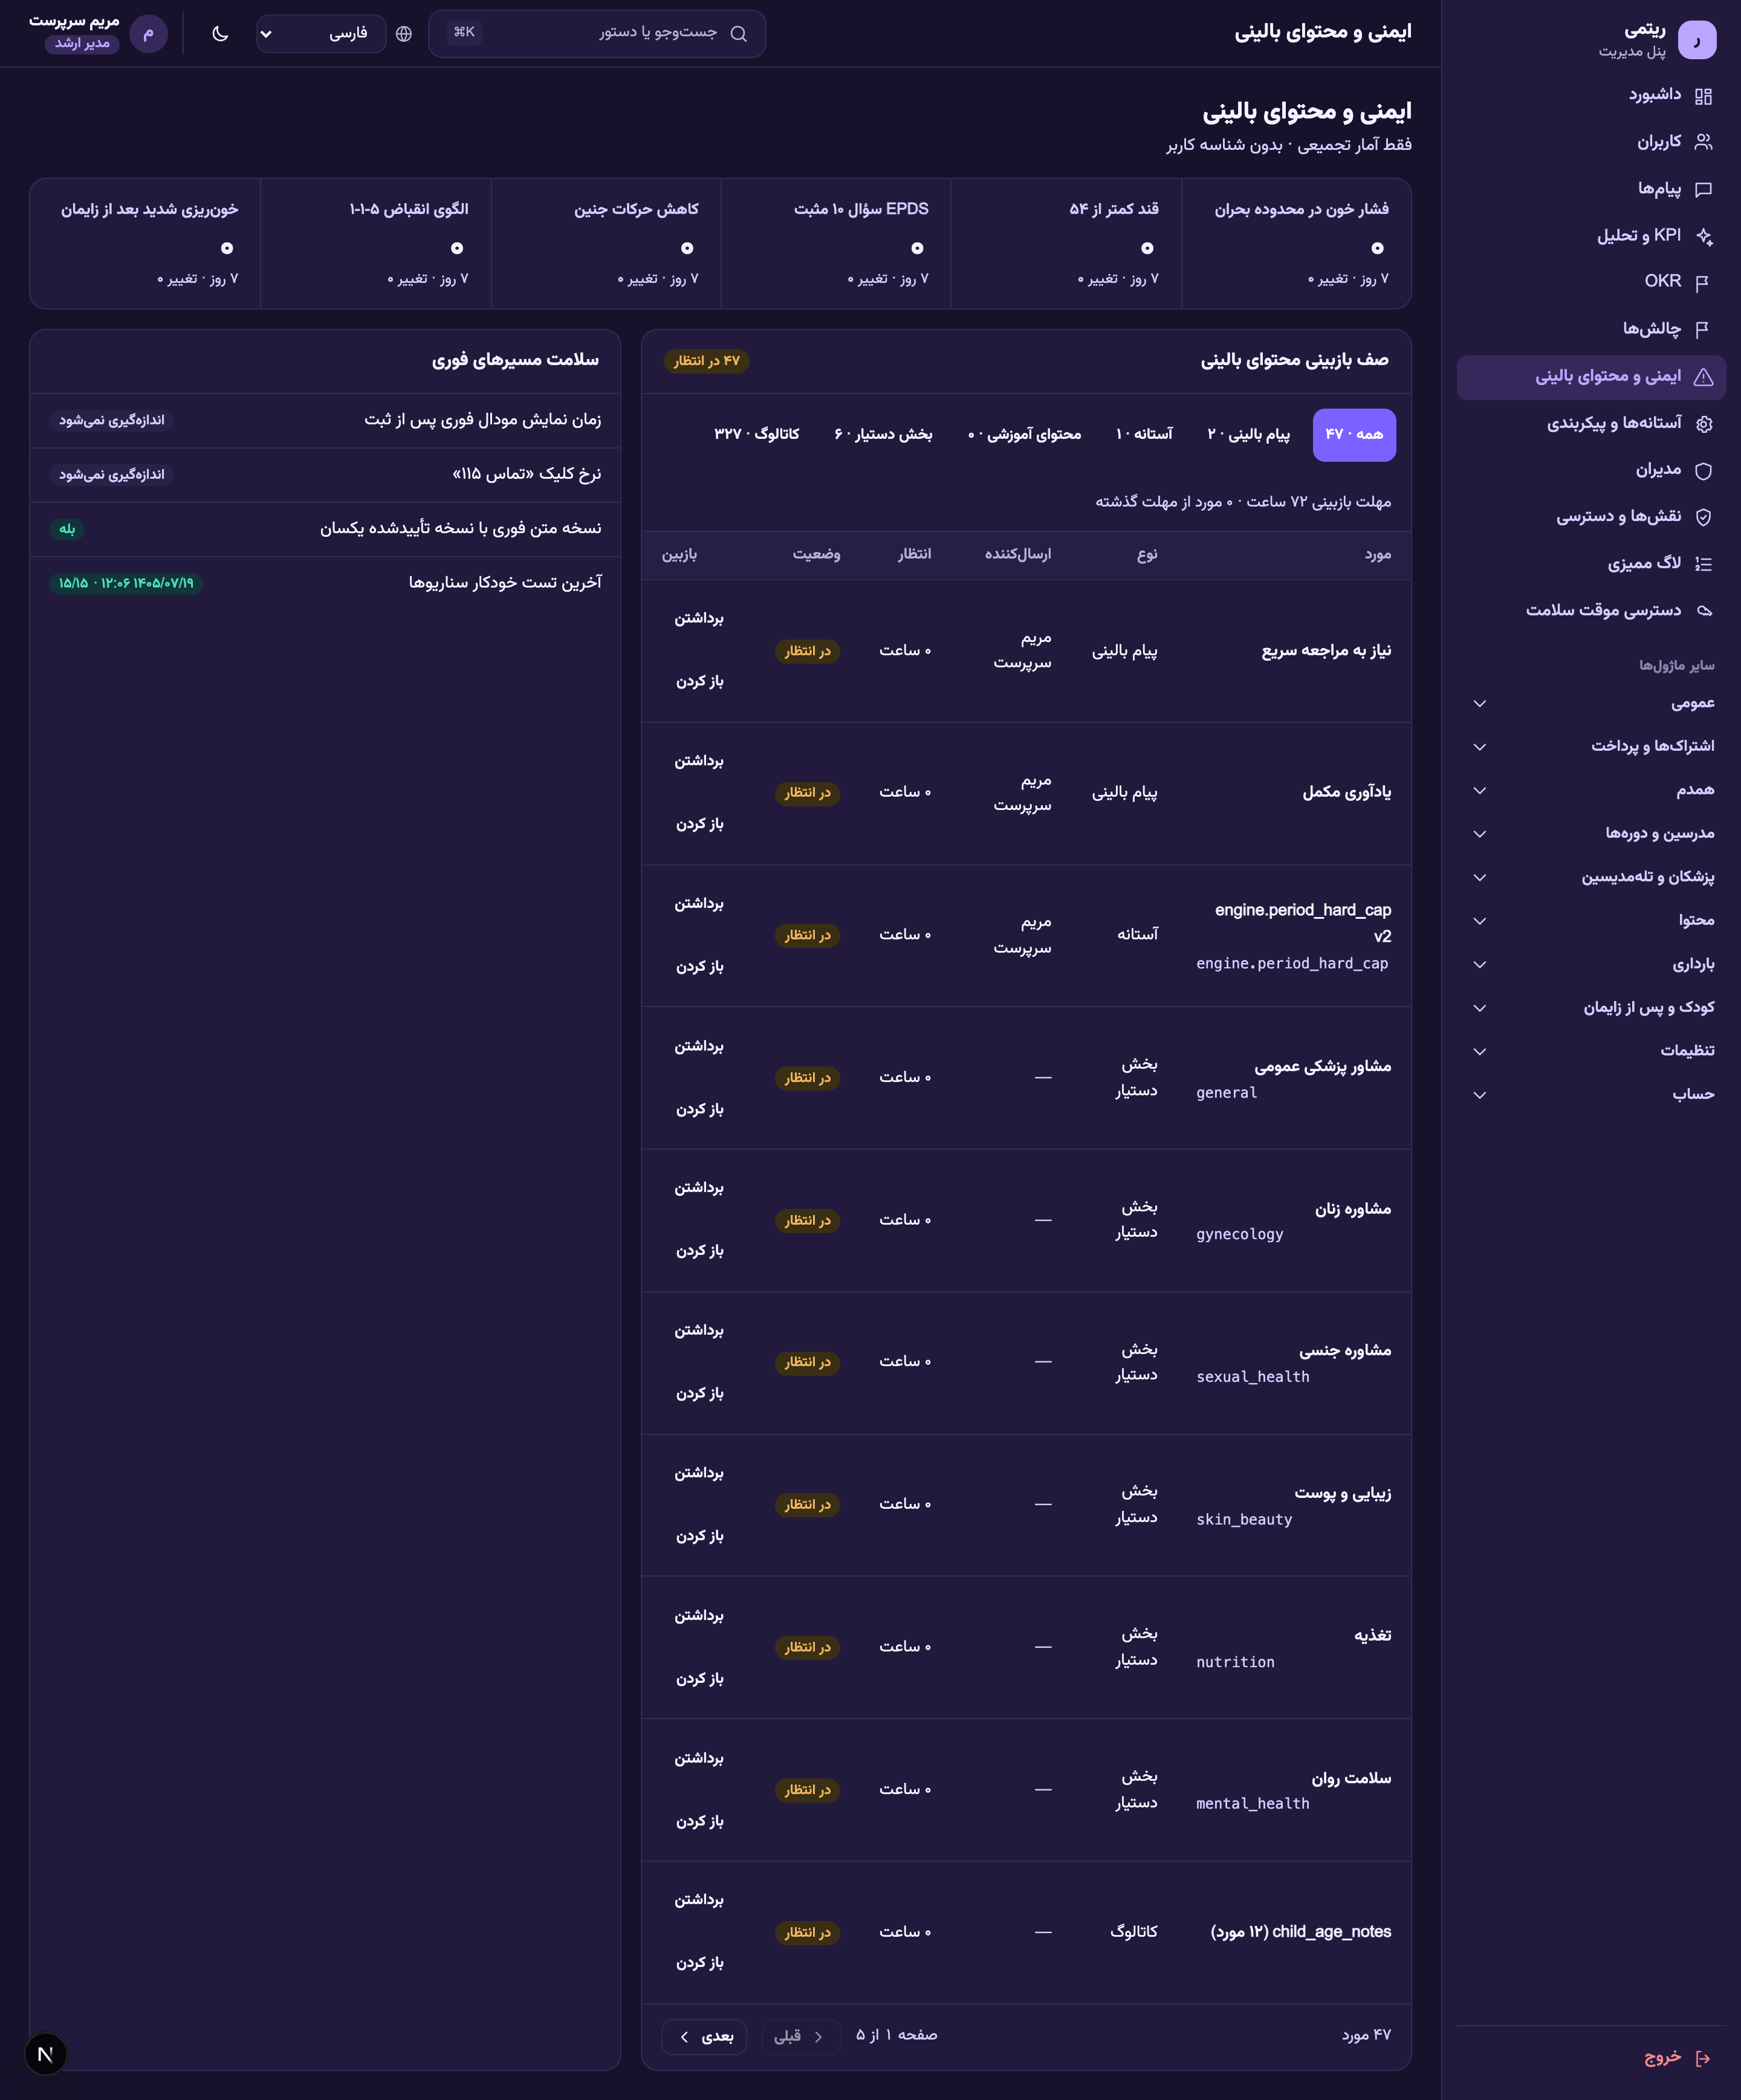 ریتمی
پنل مدیریت
داشبورد
کاربران
پیام‌ها
KPI و تحلیل
OKR
چالش‌ها
ایمنی و محتوای بالینی
آستانه‌ها و پیکربندی
مدیران
نقش‌ها و دسترسی
لاگ ممیزی
دسترسی موقت سلامت
سایر ماژول‌ها
عمومی
اشتراک‌ها و پرداخت
همدم
مدرسین و دوره‌ها
پزشکان و تله‌مدیسین
محتوا
بارداری
کودک و پس از زایمان
تنظیمات
حساب
خروج
ایمنی و محتوای بالینی
جست‌وجو یا دستور
⌘K
فارسی
م
مریم سرپرست
مدیر ارشد
ایمنی و محتوای بالینی
فقط آمار تجمیعی · بدون شناسه کاربر
فشار خون در محدوده بحران
۰
۷ روز · تغییر ۰
قند کمتر از ۵۴
۰
۷ روز · تغییر ۰
EPDS سؤال ۱۰ مثبت
۰
۷ روز · تغییر ۰
کاهش حرکات جنین
۰
۷ روز · تغییر ۰
الگوی انقباض ۵-۱-۱
۰
۷ روز · تغییر ۰
خون‌ریزی شدید بعد از زایمان
۰
۷ روز · تغییر ۰
صف بازبینی محتوای بالینی
۴۷ در انتظار
همه · ۴۷
پیام بالینی · ۲
آستانه · ۱
محتوای آموزشی · ۰
بخش دستیار · ۶
کاتالوگ · ۳۲۷
مهلت بازبینی ۷۲ ساعت · ۰ مورد از مهلت گذشته
مورد نوع ارسال‌کننده انتظار وضعیت بازبین
نیاز به مراجعه سریع
پیام بالینی
مریم
سرپرست
۰ ساعت
در انتظار
برداشتن
باز کردن
یادآوری مکمل
پیام بالینی
مریم
سرپرست
۰ ساعت
در انتظار
برداشتن
باز کردن
engine.period_hard_cap
v2
engine.period_hard_cap
آستانه
مریم
سرپرست
۰ ساعت
در انتظار
برداشتن
باز کردن
مشاور پزشکی عمومی
general
بخش
دستیار
—
۰ ساعت
در انتظار
برداشتن
باز کردن
مشاوره زنان
gynecology
بخش
دستیار
—
۰ ساعت
در انتظار
برداشتن
باز کردن
مشاوره جنسی
sexual_health
بخش
دستیار
—
۰ ساعت
در انتظار
برداشتن
باز کردن
زیبایی و پوست
skin_beauty
بخش
دستیار
—
۰ ساعت
در انتظار
برداشتن
باز کردن
تغذیه
nutrition
بخش
دستیار
—
۰ ساعت
در انتظار
برداشتن
باز کردن
سلامت روان
mental_health
بخش
دستیار
—
۰ ساعت
در انتظار
برداشتن
باز کردن
child_age_notes (۱۲ مورد)
کاتالوگ
—
۰ ساعت
در انتظار
برداشتن
باز کردن
۴۷ مورد
صفحه ۱ از ۵
قبلی
بعدی
سلامت مسیرهای فوری
زمان نمایش مودال فوری پس از ثبت
اندازه‌گیری نمی‌شود
نرخ کلیک «تماس ۱۱۵»
اندازه‌گیری نمی‌شود
نسخه متن فوری با نسخه تأییدشده یکسان
بله
آخرین تست خودکار سناریوها
۱۴۰۵/۰۷/۱۹ ۱۲:۰۶ · ۱۵/۱۵